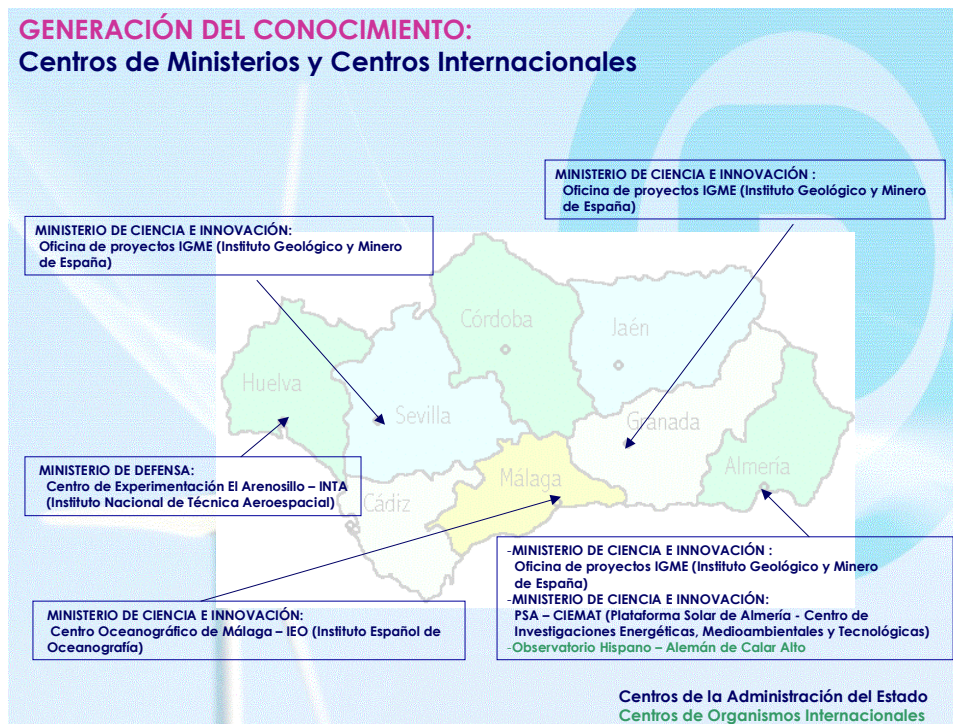 GENERACIÓN DEL CONOCIMIENTO:
Centros de Ministerios y Centros Internacionales
MINISTERIO DE CIENCIA E INNOVACIÓN :
Oficina de proyectos IGME (Instituto Geológico y Minero
de España)
MINISTERIO DE CIENCIA E INNOVACIÓN:
Oficina de proyectos IGME (Instituto Geológico y Minero
de España)
Córdoba
Jaén
Huelva
Sevilla
Granada
Málaga
Almería
Cádiz
MINISTERIO DE DEFENSA:
Centro de Experimentación El Arenosillo – INTA
(Instituto Nacional de Técnica Aeroespacial)
-MINISTERIO DE CIENCIA E INNOVACIÓN :
Oficina de proyectos IGME (Instituto Geológico y Minero
de España)
-MINISTERIO DE CIENCIA E INNOVACIÓN:
PSA – CIEMAT (Plataforma Solar de Almería - Centro de
Investigaciones Energéticas, Medioambientales y Tecnológicas)
-Observatorio Hispano – Alemán de Calar Alto
MINISTERIO DE CIENCIA E INNOVACIÓN:
Centro Oceanográfico de Málaga – IEO (Instituto Español de
Oceanografía)
Centros de la Administración del Estado
Centros de Organismos Internacionales